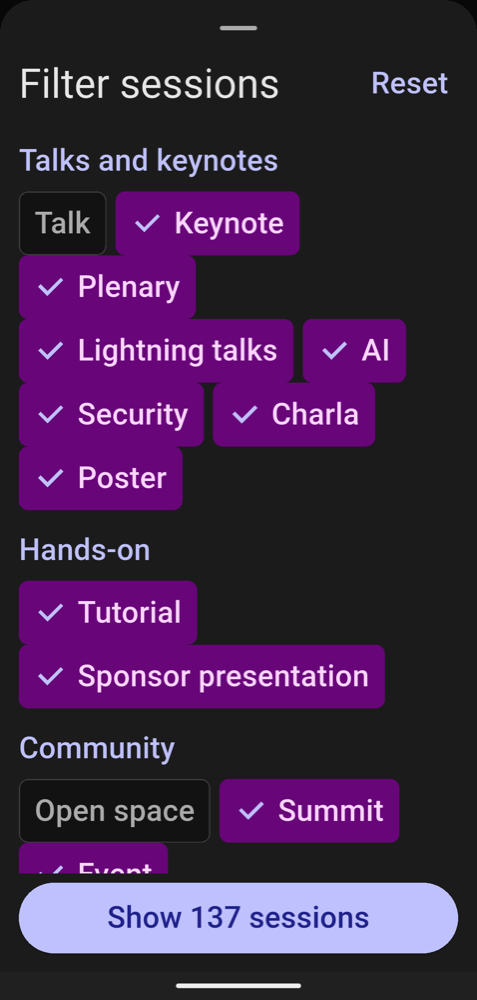 Filter sessions Reset
Talks and keynotes
Talk Keynote
Plenary
Lightning talks AI
Security Charla
Poster
Hands-on
Tutorial
Sponsor presentation
Community
Open space Summit
Event
Show 137 sessions